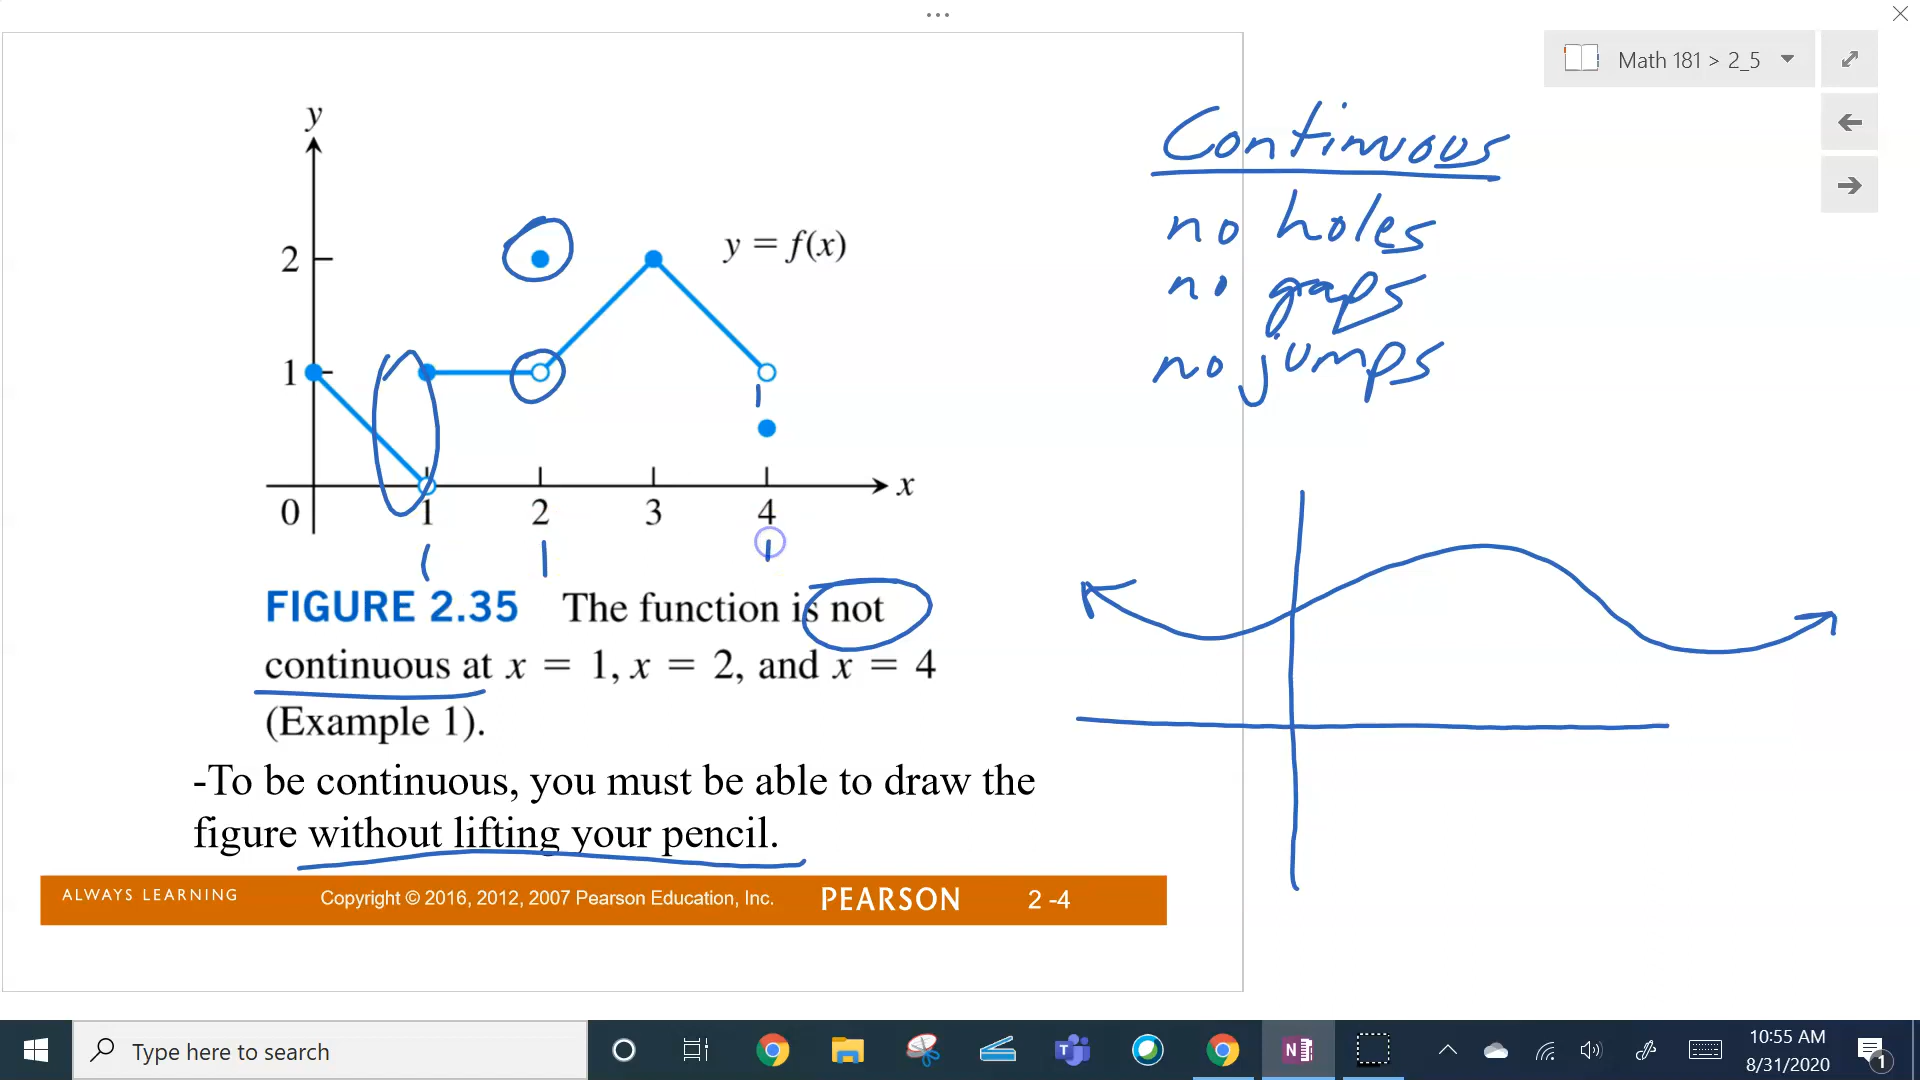 ...
Math 181 > 2_5
y
2
1
0
1
2
3
4
x
y = f(x)
FIGURE 2.35 The function is not
continuous at x = 1, x = 2, and x = 4
(Example 1).
-To be continuous, you must be able to draw the
figure without lifting your pencil.
ALWAYS LEARNING Copyright © 2016, 2012, 2007 Pearson Education, Inc. PEARSON 2 -4
Continuous
no holes
no gaps
no jumps
Type here to search
10:55 AM
8/31/2020
1